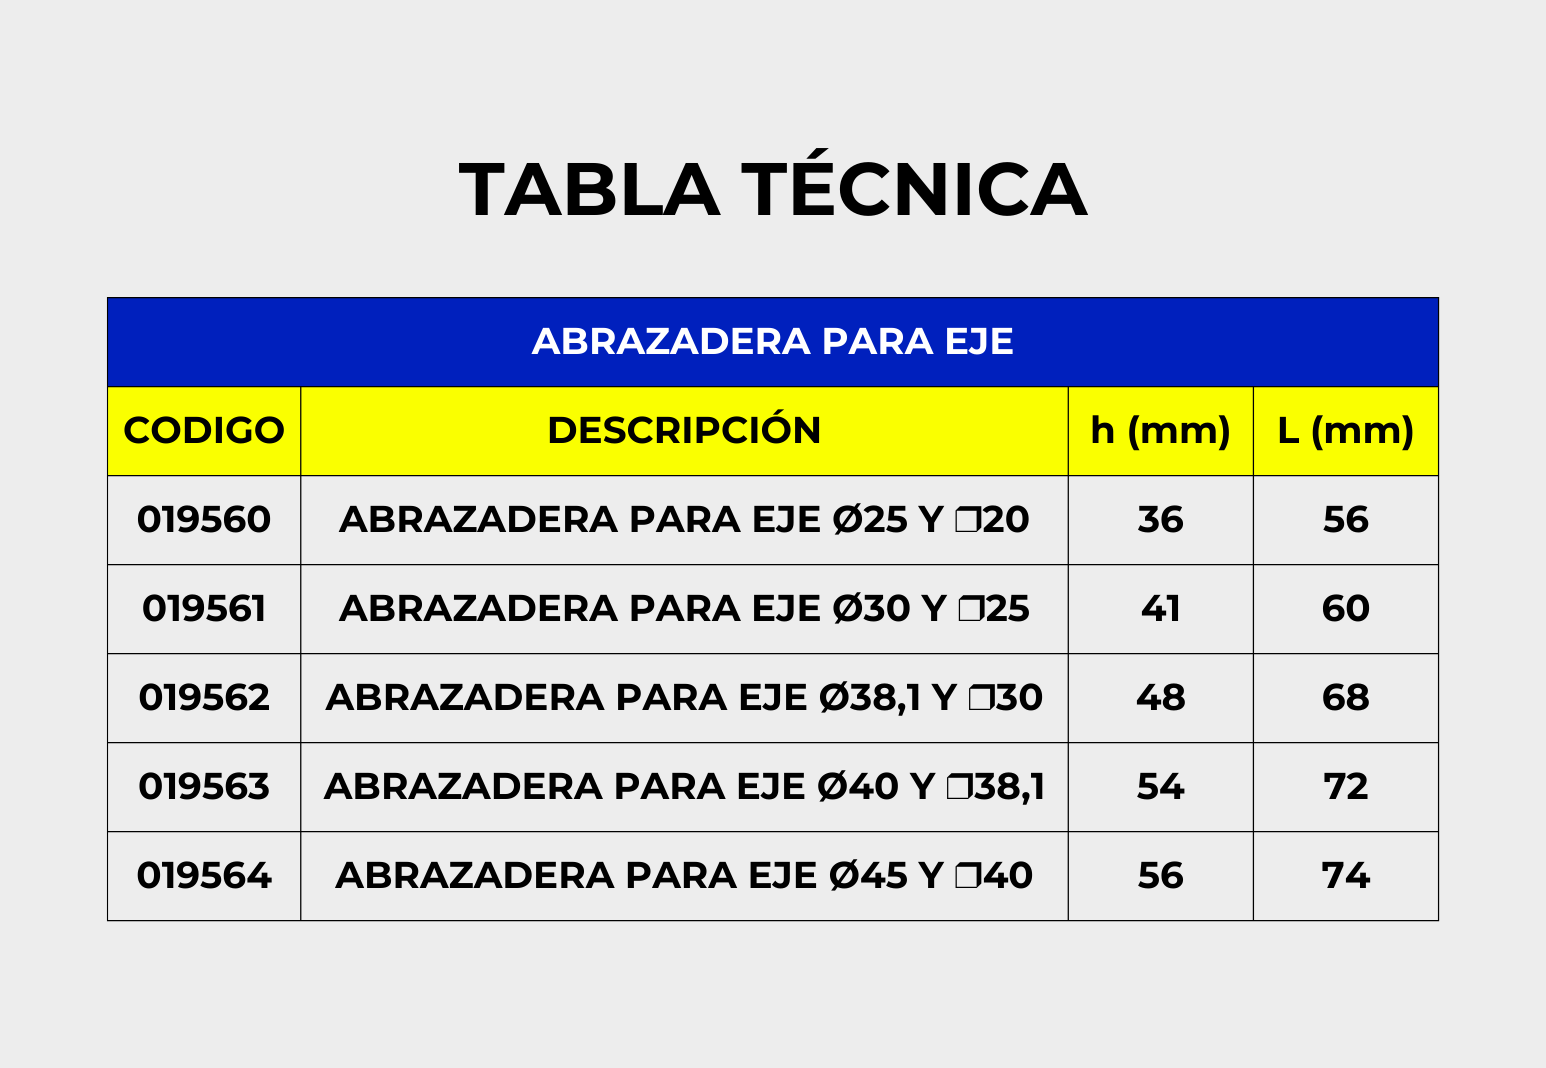 TABLA TÉCNICA
ABRAZADERA PARA EJE
CODIGO DESCRIPCIÓN h (mm) L (mm)
019560 ABRAZADERA PARA EJE Ø25 Y ❒20 36 56
019561 ABRAZADERA PARA EJE Ø30 Y ❒25 41 60
019562 ABRAZADERA PARA EJE Ø38,1 Y ❒30 48 68
019563 ABRAZADERA PARA EJE Ø40 Y ❒38,1 54 72
019564 ABRAZADERA PARA EJE Ø45 Y ❒40 56 74